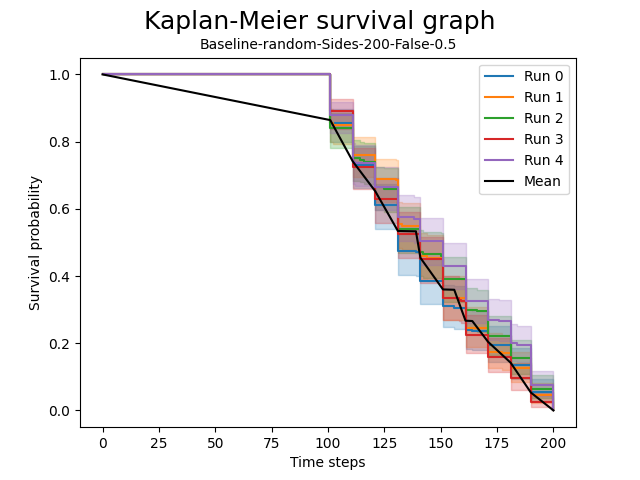 Kaplan-Meier survival graph
Baseline-random-Sides-200-False-0.5
Survival probability
1.0
0.8
0.6
0.4
0.2
0.0
Run 0
Run 1
Run 2
Run 3
Run 4
Mean
0 25 50 75 100 125 150 175 200
Time steps